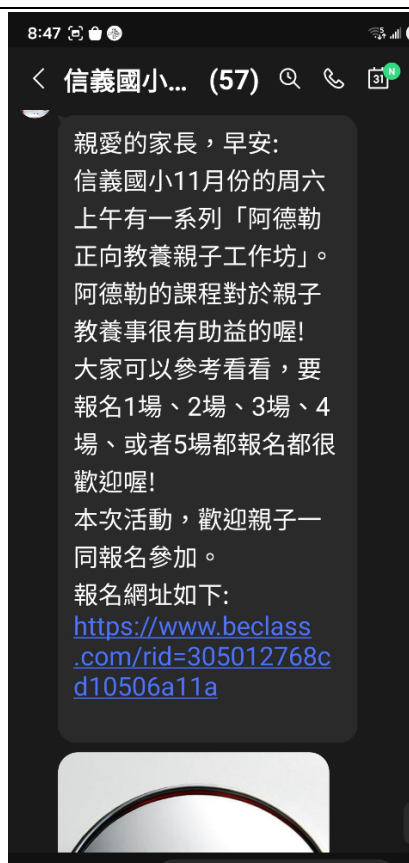 8:47
信義國小... (57)
31 N
親愛的家長，早安:
信義國小11月份的周六
上午有一系列「阿德勒
正向教養親子工作坊」。
阿德勒的課程對於親子
教養事很有助益的喔!
大家可以參考看看，要
報名1場、2場、3場、4
場、或者5場都報名都很
歡迎喔!
本次活動，歡迎親子一
同報名參加。
報名網址如下:
https://www.beclass
.com/rid=305012768c
d10506a11a